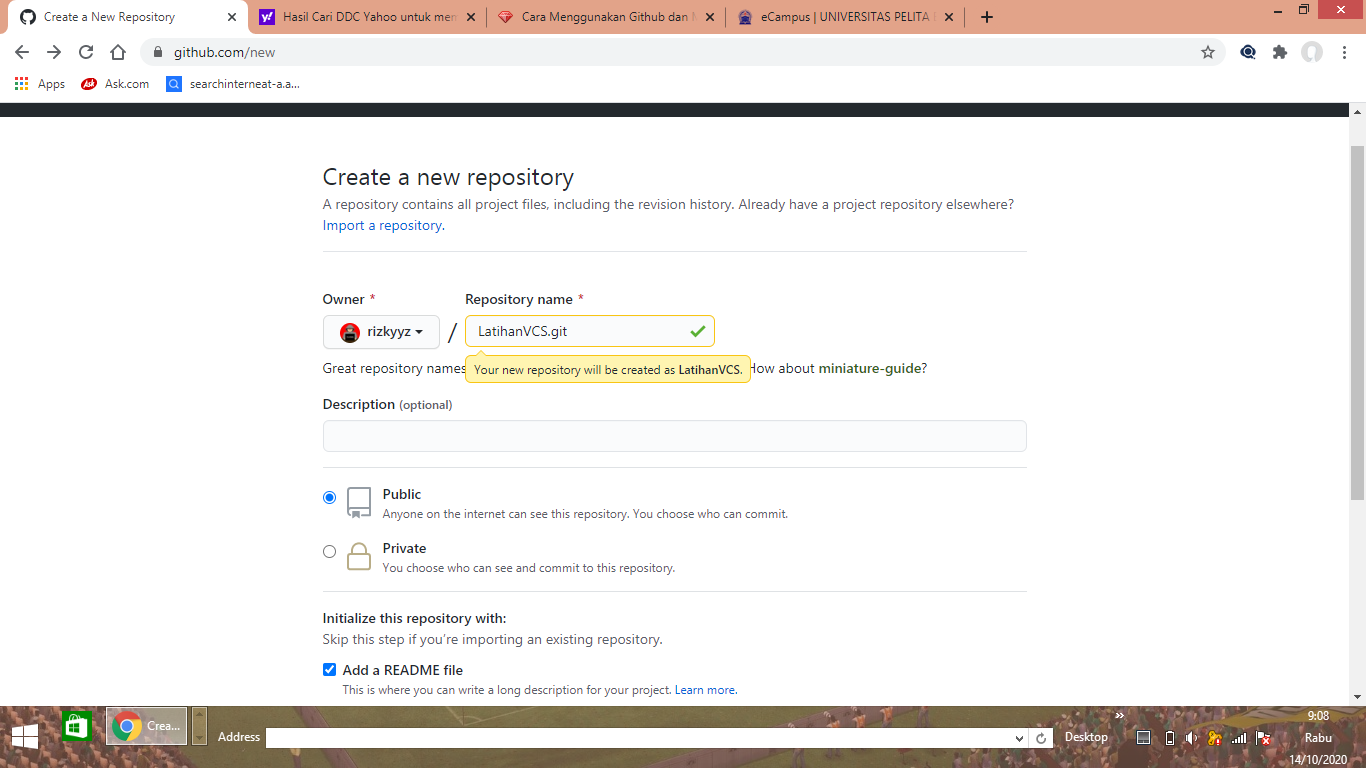 Create a New Repository
Hasil Cari DDC Yahoo untuk men
Cara Menggunakan Github dan M
eCampus | UNIVERSITAS PELITA
github.com/new
Apps
Ask
Ask.com
searchinterneat-a.a...
Create a new repository
A repository contains all project files, including the revision history. Already have a project repository elsewhere?
Import a repository.
Owner *
Repository name *
rizkyyz
/
LatihanVCS.git
Great repository names
Your new repository will be created as LatihanVCS.
How about miniature-guide?
Description (optional)
Public
Anyone on the internet can see this repository. You choose who can commit.
Private
You choose who can see and commit to this repository.
Initialize this repository with:
Skip this step if you're importing an existing repository.
Add a README file
This is where you can write a long description for your project. Learn more.
Crea...
Address
Desktop
9:08
Rabu
14/10/2020